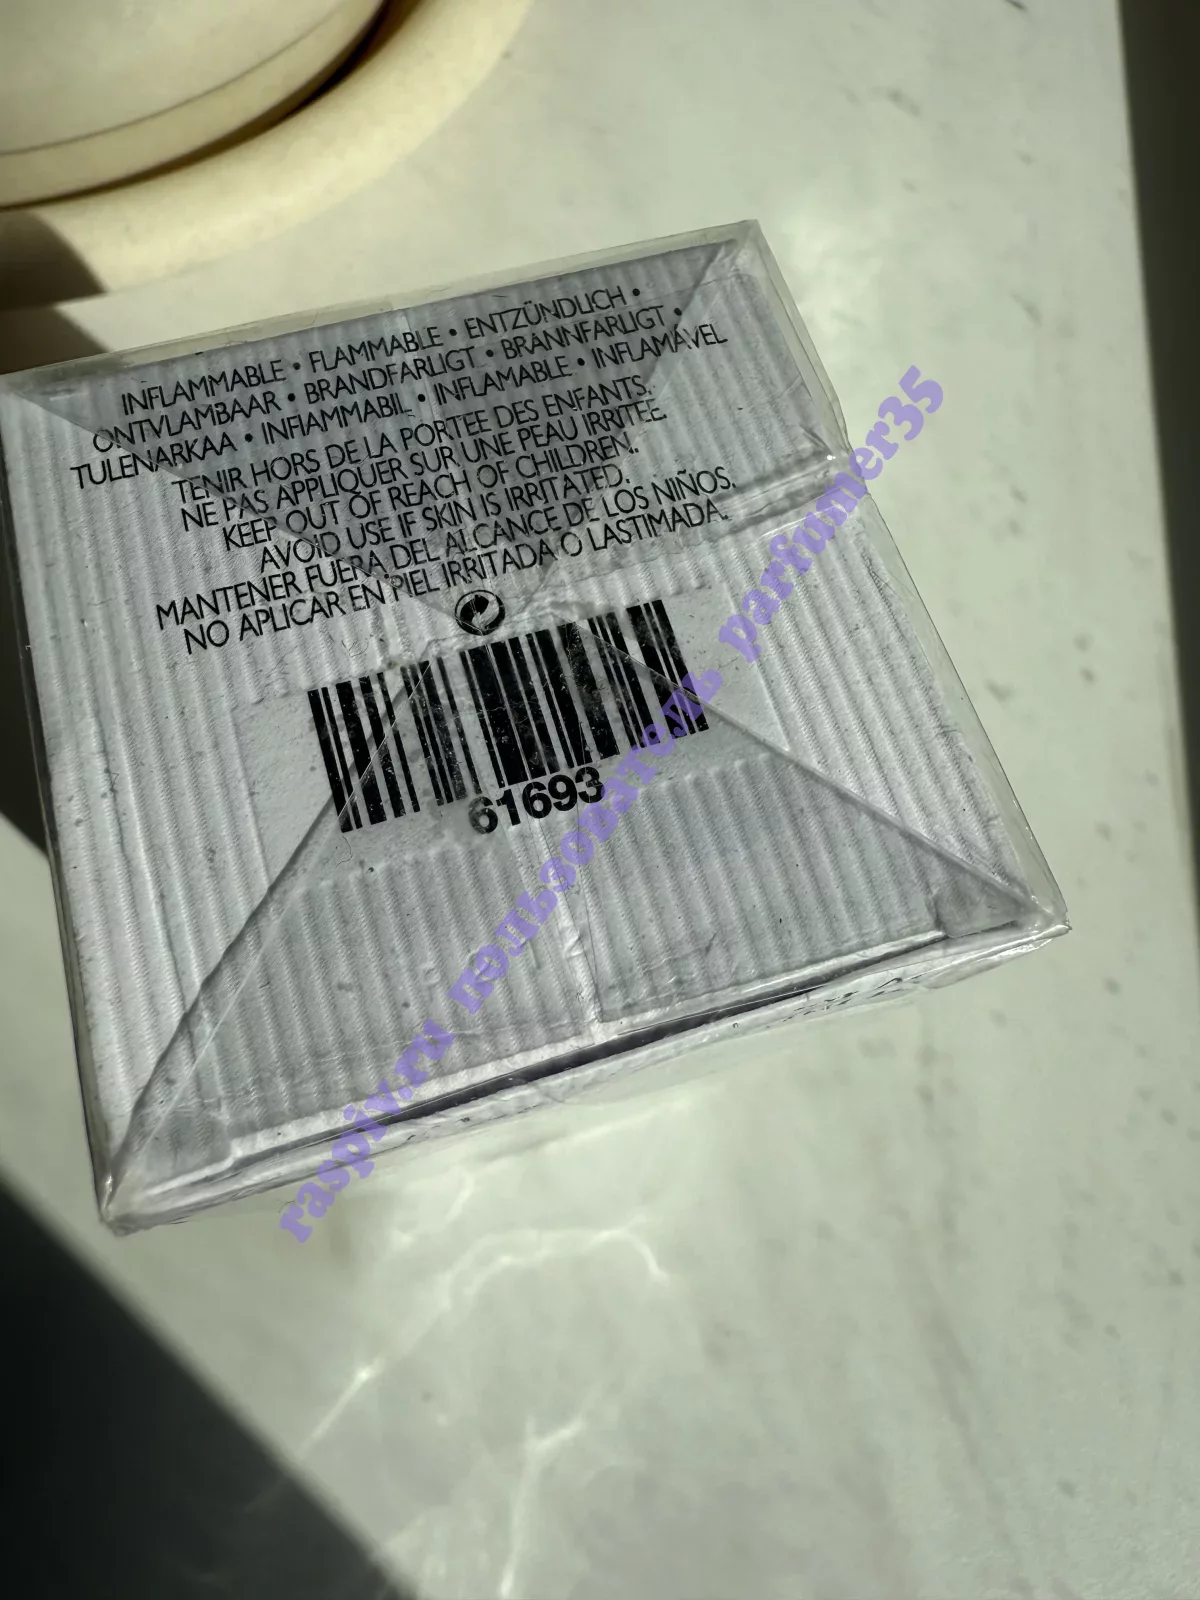 INFLAMMABLE • FLAMMABLE • ENTZÜNDLICH •
ONTVLAMBAAR • BRANDFARLIGT • BRÄNNFARLIGT •
TULENARKAA • INFIAMMABIL • INFLAMABLE • INFLAMÁVEL
TENIR HORS DE LA PORTEE DES ENFANTS.
NE PAS APPLIQUER SUR UNE PEAU IRRITEE.
KEEP OUT OF REACH OF CHILDREN.
AVOID USE IF SKIN IS IRRITATED.
MANTENER FUERA DEL ALCANCE DE LOS NIÑOS.
NO APLICAR EN PIEL IRRITADA O LASTIMADA.
61693
raspiv.ru пользователь parfumer35